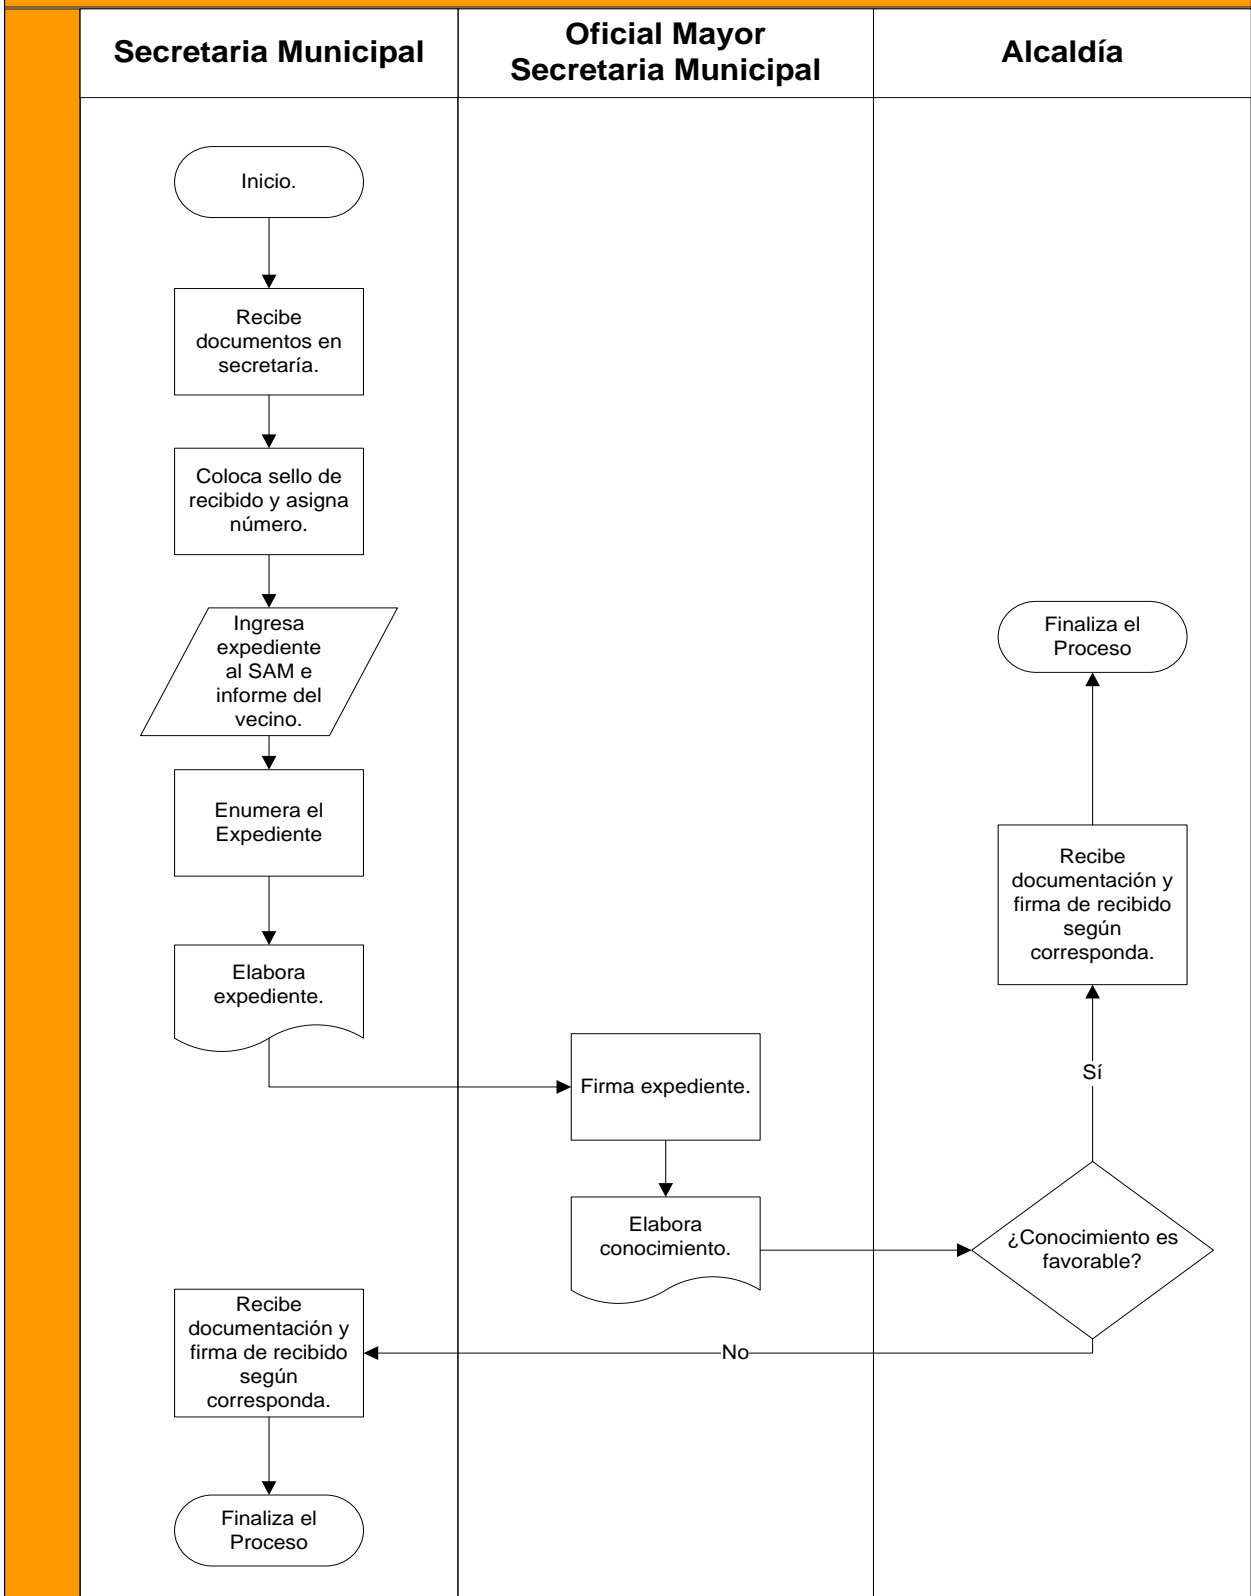 Secretaria Municipal
Oficial Mayor
Secretaria Municipal
Alcaldía
Inicio.
Recibe
documentos en
secretaría.
Coloca sello de
recibido y asigna
número.
Ingresa
expediente
al SAM e
informe del
vecino.
Enumera el
Expediente
Elabora
expediente.
Firma expediente.
Elabora
conocimiento.
¿Conocimiento es
favorable?
Sí
Recibe
documentación y
firma de recibido
según
corresponda.
Finaliza el
Proceso
No
Recibe
documentación y
firma de recibido
según
corresponda.
Finaliza el
Proceso